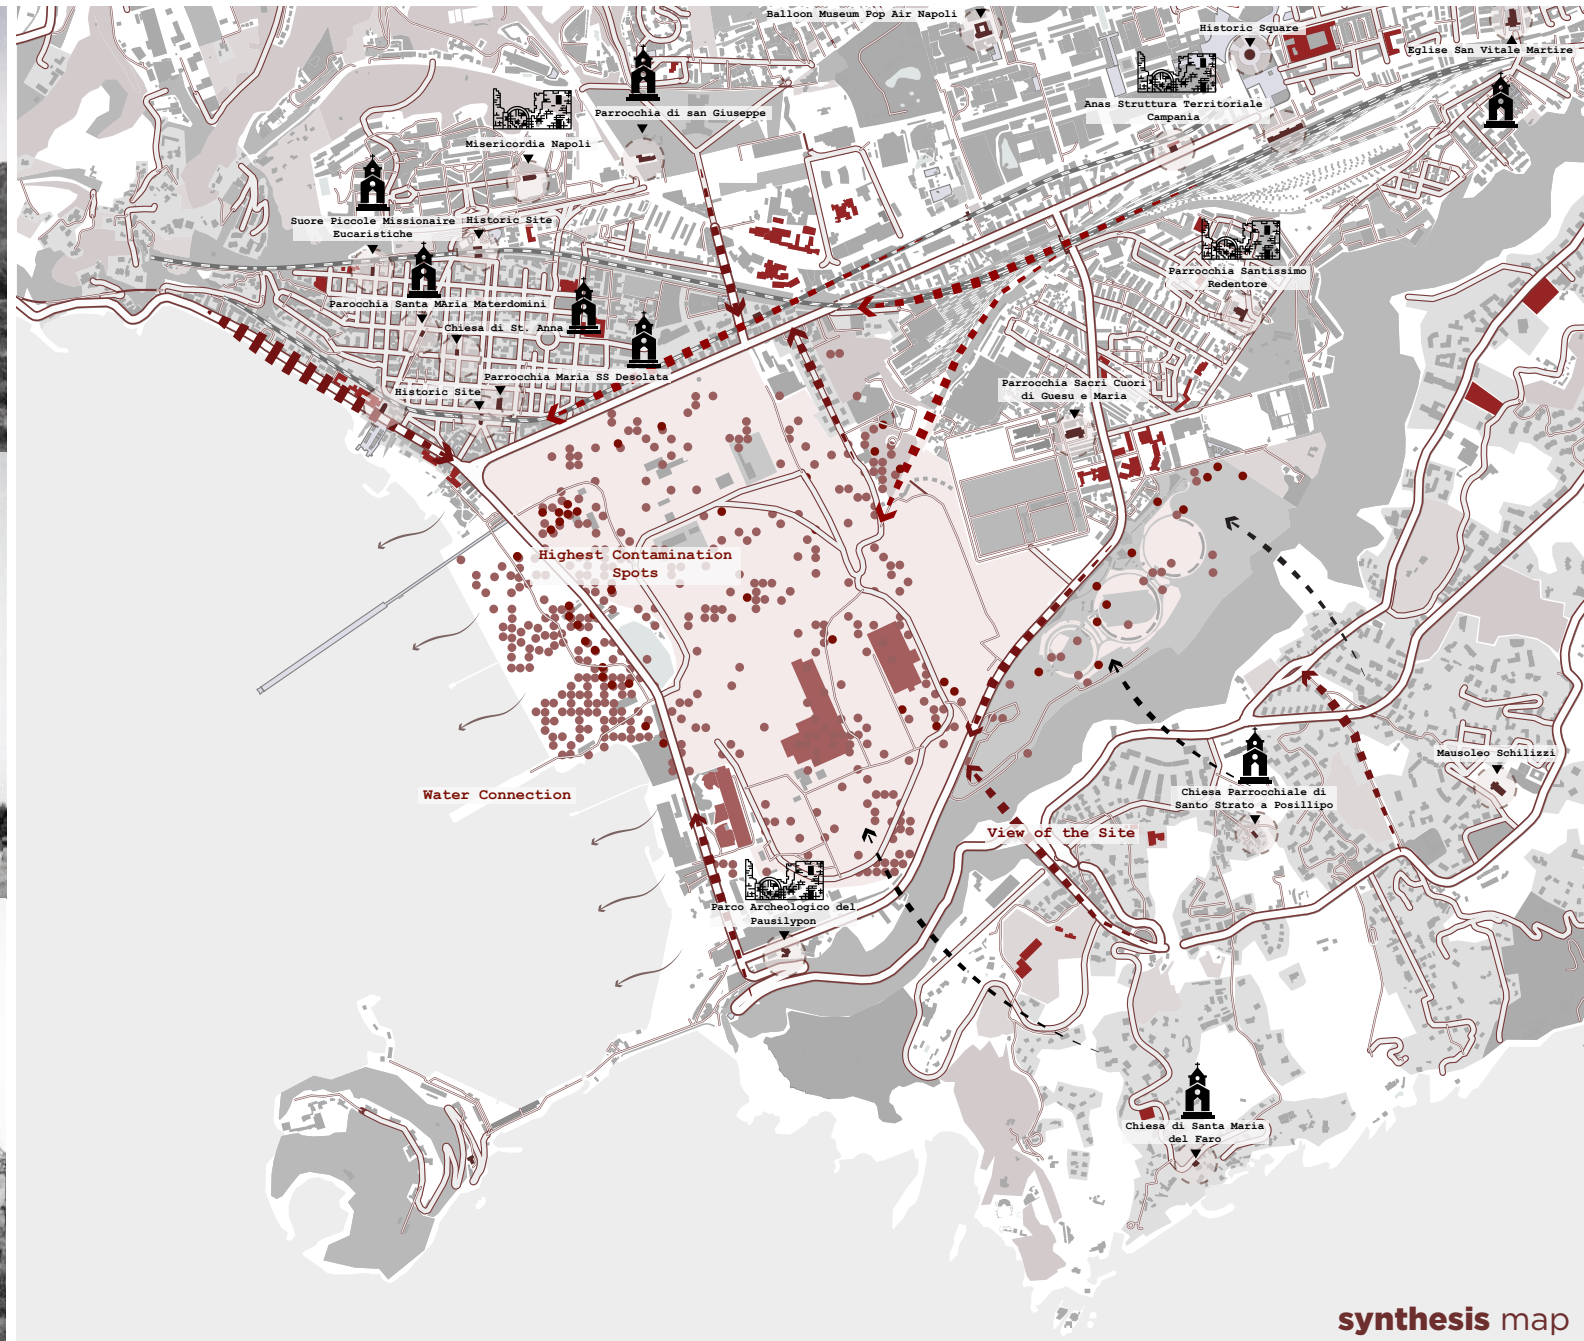 Balloon Museum Pop Air Napoli
Historic Square
Eglise San Vitale Martire
Anas Struttura Territoriale
Campania
Parrocchia di san Giuseppe
Misericordia Napoli
Suore Piccole Missionaire
Eucaristiche
Historic Site
Parrocchia Santissimo
Redentore
Parocchia Santa MAria Materdomini
Chiesa di St. Anna
Parrocchia Maria SS Desolata
Historic Site
Parrocchia Sacri Cuori
di Guesu e Maria
Highest Contamination
Spots
Mausoleo Schilizzi
Water Connection
Chiesa Parrocchiale di
Santo Strato a Posillipo
View of the Site
Parco Archeologico del
Pausilypon
Chiesa di Santa Maria
del Faro
synthesis map